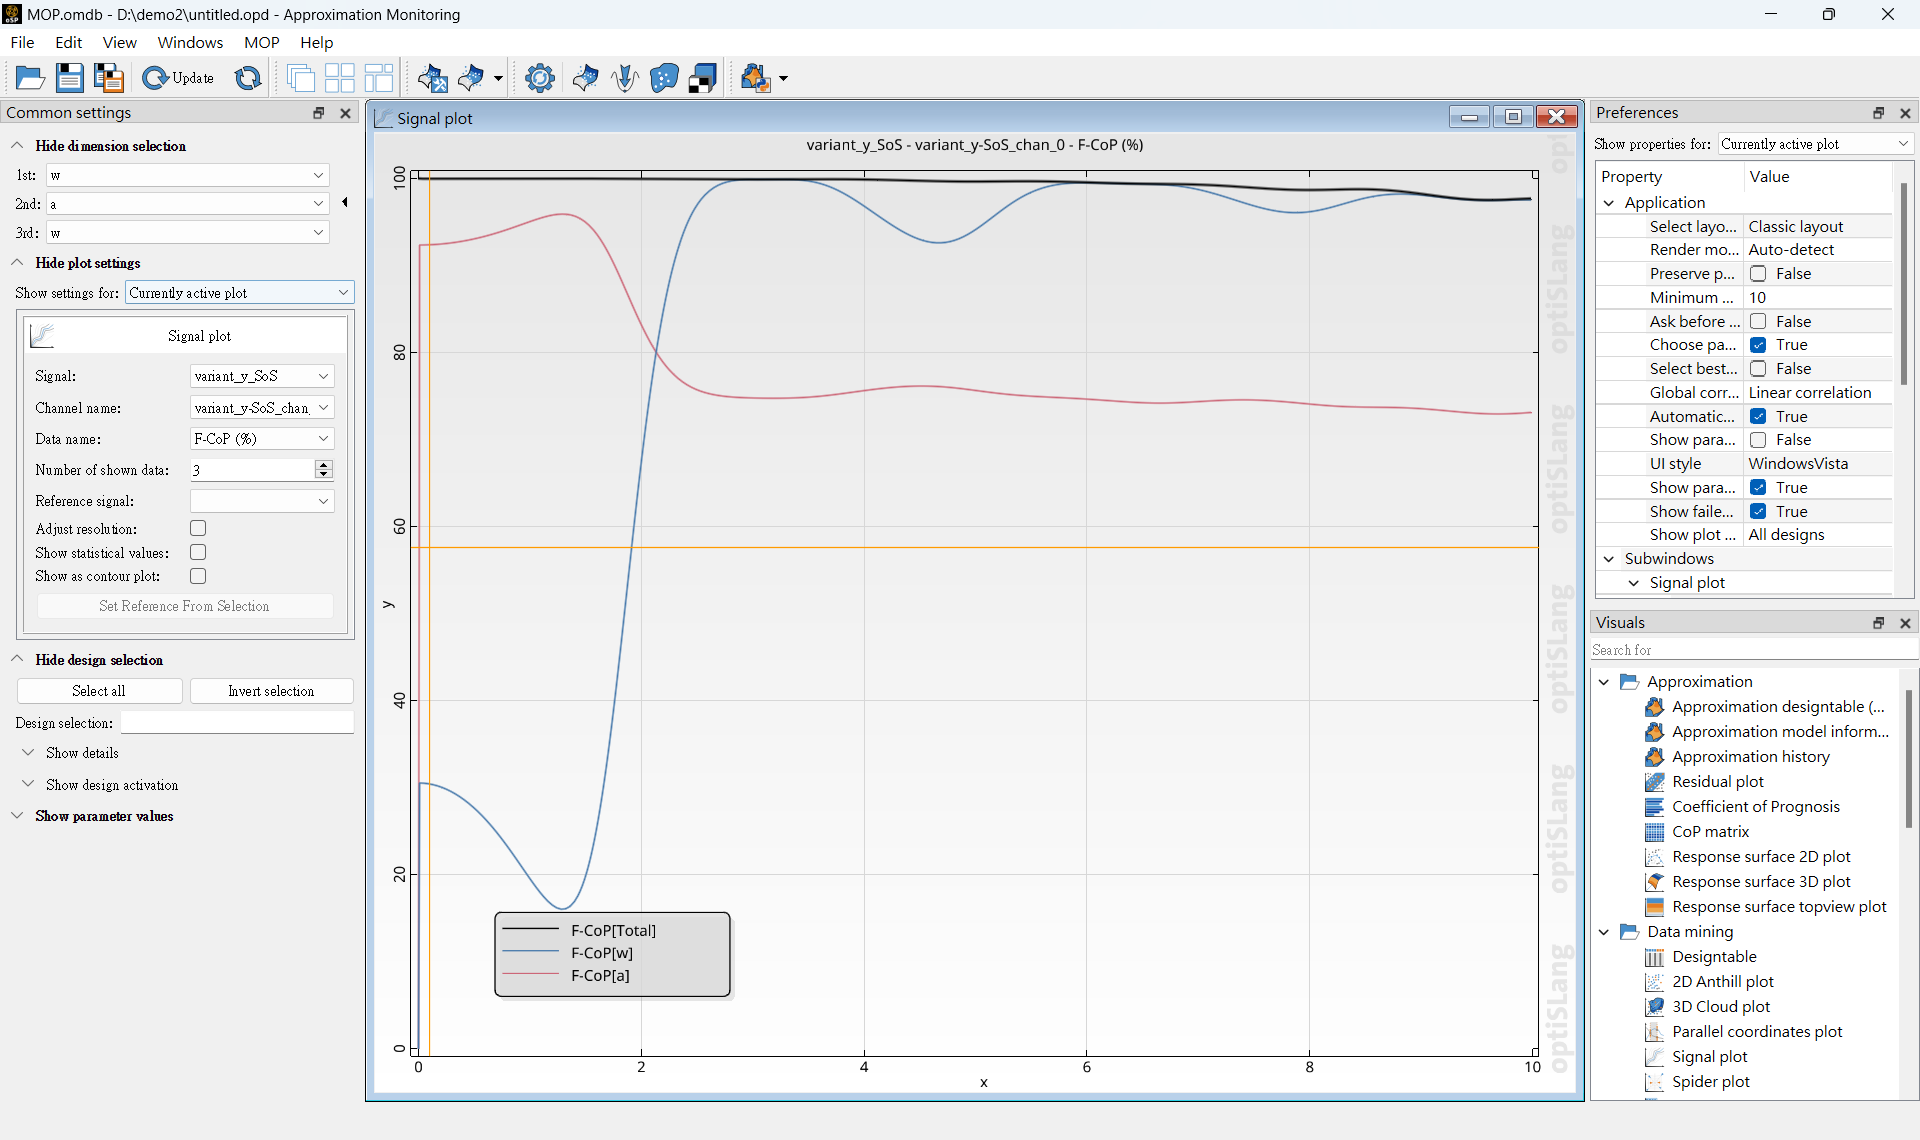 MOP.omdb - D:\demo2\untitled.opd - Approximation Monitoring
File Edit View Windows MOP Help
Update
Common settings
Hide dimension selection
1st: w
2nd: a
3rd: w
Hide plot settings
Show settings for: Currently active plot
Signal plot
Signal: variant_y_SoS
Channel name: variant_y-SoS_chan_
Data name: F-CoP (%)
Number of shown data: 3
Reference signal:
Adjust resolution:
Show statistical values:
Show as contour plot:
Set Reference From Selection
Hide design selection
Select all Invert selection
Design selection:
Show details
Show design activation
Show parameter values
Signal plot
variant_y_SoS - variant_y-SoS_chan_0 - F-CoP (%)
100
80
60
y
40
20
0
F-CoP[Total]
F-CoP[w]
F-CoP[a]
0 2 4 6 8 10
x
opti
optiSLang
optiSLang
optiSLang
optiSLang
optiSLang
Preferences
Show properties for: Currently active plot
Property Value
Application
Select layo... Classic layout
Render mo... Auto-detect
Preserve p... False
Minimum ... 10
Ask before ... False
Choose pa... True
Select best... False
Global corr... Linear correlation
Automatic... True
Show para... False
UI style WindowsVista
Show para... True
Show faile... True
Show plot ... All designs
Subwindows
Signal plot
Visuals
Search for
Approximation
Approximation designtable (...
Approximation model inform...
Approximation history
Residual plot
Coefficient of Prognosis
CoP matrix
Response surface 2D plot
Response surface 3D plot
Response surface topview plot
Data mining
Designtable
2D Anthill plot
3D Cloud plot
Parallel coordinates plot
Signal plot
Spider plot